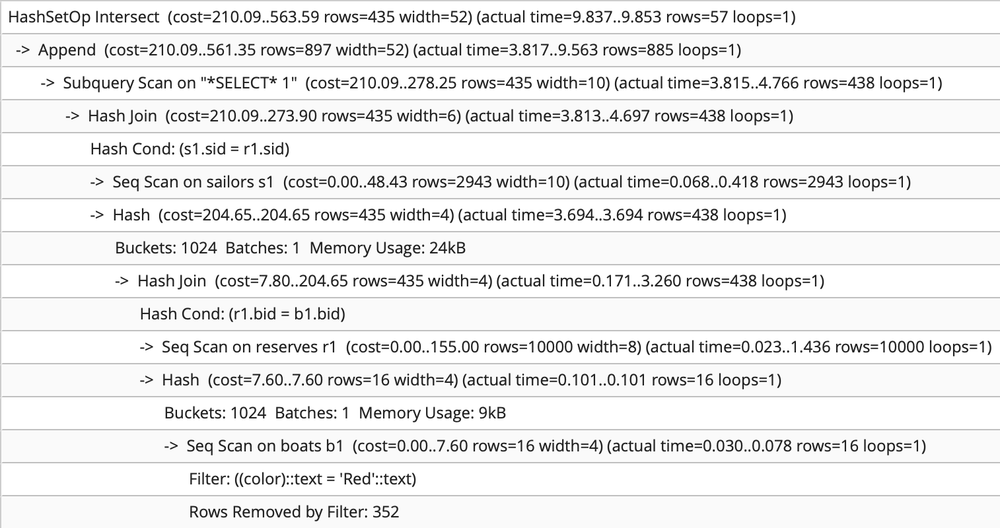 HashSetOp Intersect  (cost=210.09..563.59 rows=435 width=52) (actual time=9.837..9.853 rows=57 loops=1)
-> Append  (cost=210.09..561.35 rows=897 width=52) (actual time=3.817..9.563 rows=885 loops=1)
-> Subquery Scan on "*SELECT* 1"  (cost=210.09..278.25 rows=435 width=10) (actual time=3.815..4.766 rows=438 loops=1)
-> Hash Join  (cost=210.09..273.90 rows=435 width=6) (actual time=3.813..4.697 rows=438 loops=1)
Hash Cond: (s1.sid = r1.sid)
-> Seq Scan on sailors s1  (cost=0.00..48.43 rows=2943 width=10) (actual time=0.068..0.418 rows=2943 loops=1)
-> Hash  (cost=204.65..204.65 rows=435 width=4) (actual time=3.694..3.694 rows=438 loops=1)
Buckets: 1024  Batches: 1  Memory Usage: 24kB
-> Hash Join  (cost=7.80..204.65 rows=435 width=4) (actual time=0.171..3.260 rows=438 loops=1)
Hash Cond: (r1.bid = b1.bid)
-> Seq Scan on reserves r1  (cost=0.00..155.00 rows=10000 width=8) (actual time=0.023..1.436 rows=10000 loops=1)
-> Hash  (cost=7.60..7.60 rows=16 width=4) (actual time=0.101..0.101 rows=16 loops=1)
Buckets: 1024  Batches: 1  Memory Usage: 9kB
-> Seq Scan on boats b1  (cost=0.00..7.60 rows=16 width=4) (actual time=0.030..0.078 rows=16 loops=1)
Filter: ((color)::text = 'Red'::text)
Rows Removed by Filter: 352